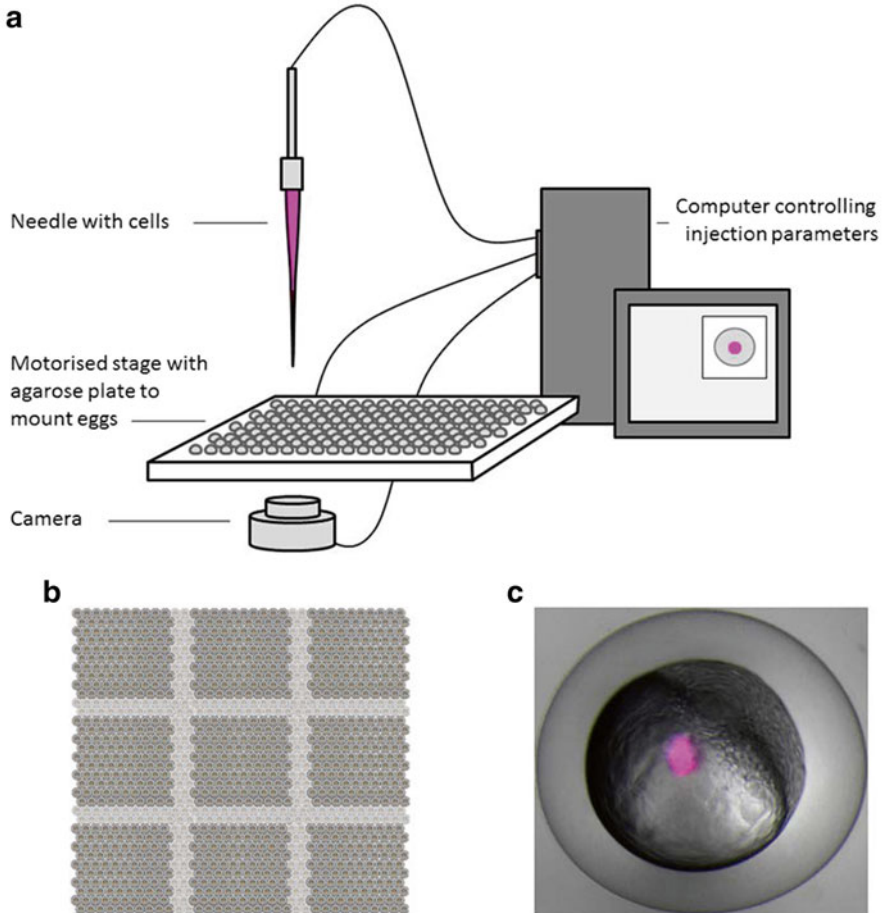 a
Needle with cells
Computer controlling
injection parameters
Motorised stage with
agarose plate to
mount eggs
Camera
b
c